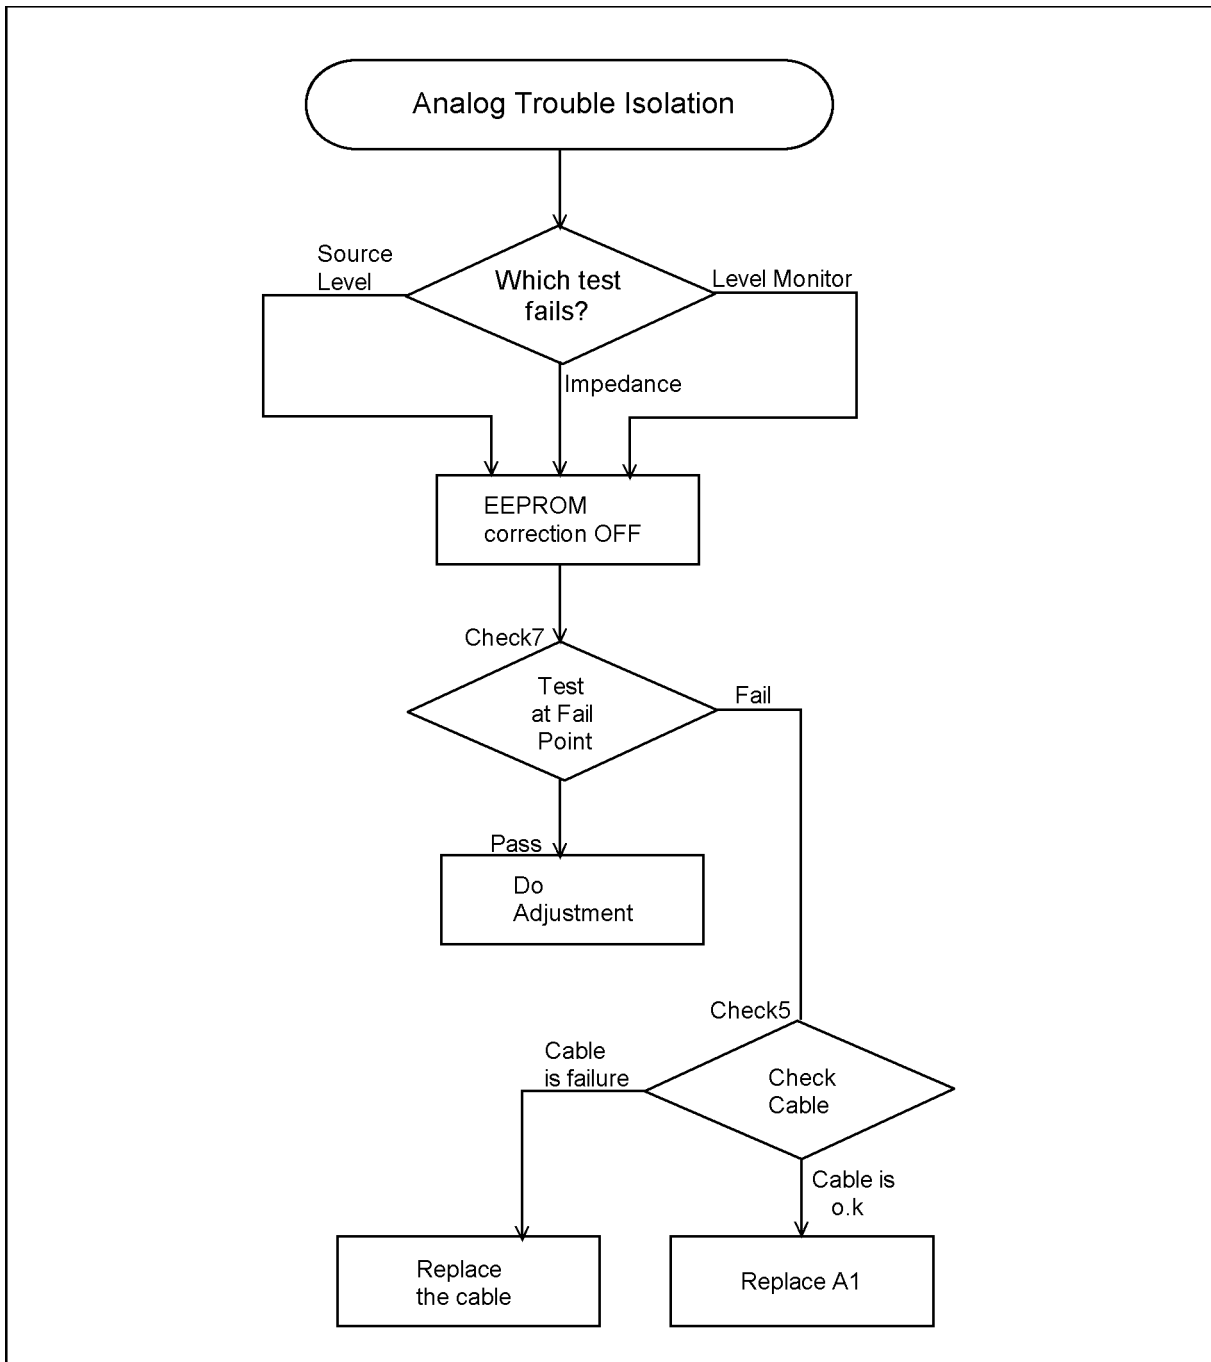 Analog Trouble Isolation
Source
Level
Which test
fails?
Level Monitor
Impedance
EEPROM
correction OFF
Check7
Test
at Fail
Point
Fail
Pass
Do
Adjustment
Check5
Cable
is failure
Check
Cable
Cable is
o.k
Replace
the cable
Replace A1